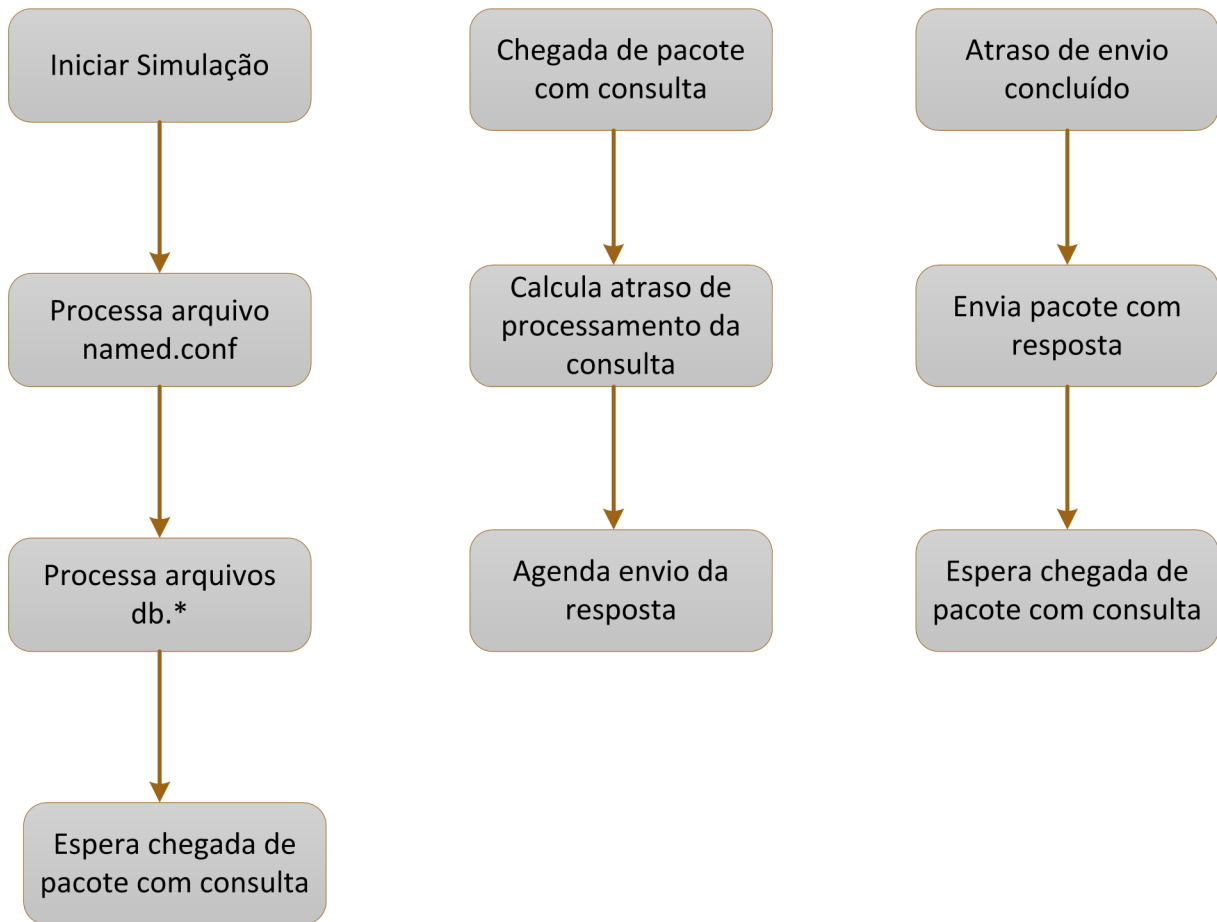 Iniciar Simulação
Processa arquivo
named.conf
Processa arquivos
db.*
Espera chegada de
pacote com consulta
Chegada de pacote
com consulta
Calcula atraso de
processamento da
consulta
Agenda envio da
resposta
Atraso de envio
concluído
Envia pacote com
resposta
Espera chegada de
pacote com consulta